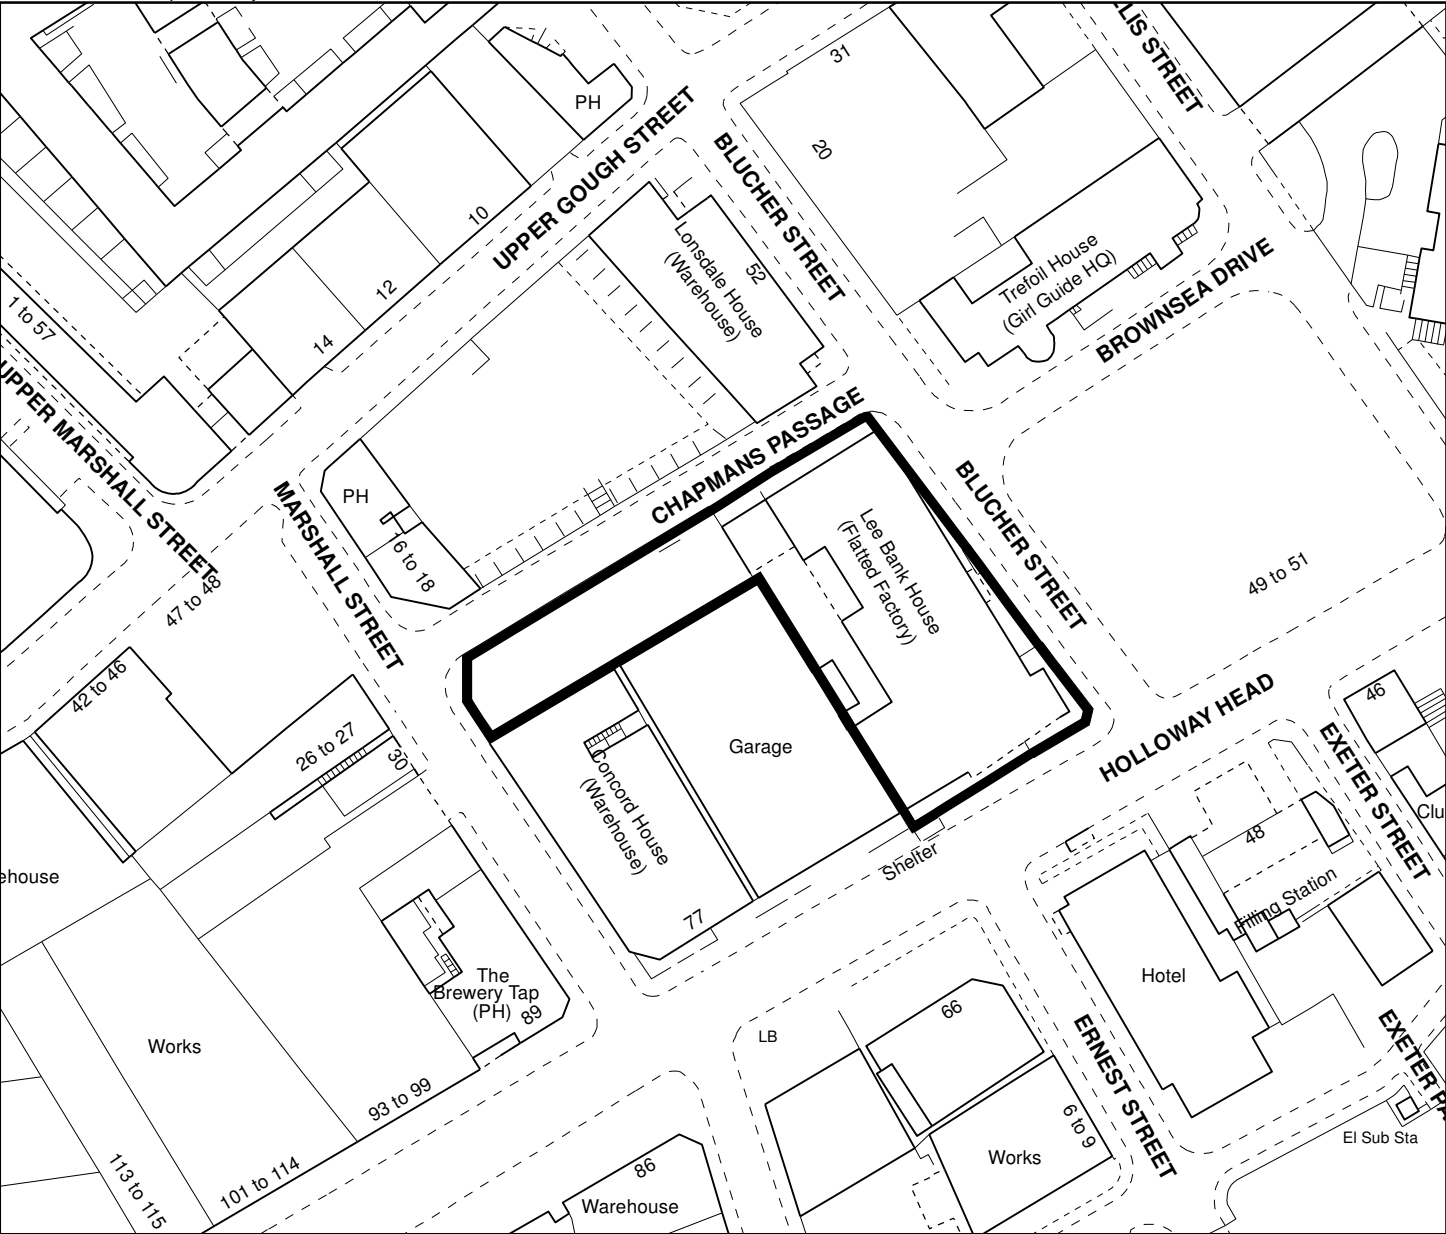 LIS STREET
31
PH
UPPER GOUGH STREET
BLUCHER STREET
20
10
Lonsdale House
(Warehouse)
52
Trefoil House
(Girl Guide HQ)
BROWNSEA DRIVE
12
14
1 to 57
UPPER MARSHALL STREET
CHAPMANS PASSAGE
PH
16 to 18
MARSHALL STREET
47 to 48
Lee Bank House
(Flatted Factory)
BLUCHER STREET
49 to 51
42 to 46
26 to 27
30
HOLLOWAY HEAD
46
EXETER STREET
Garage
Concord House
(Warehouse)
Clu
48
Shelter
ehouse
Filling Station
77
The
Brewery Tap
(PH)
89
Hotel
66
LB
Works
ERNEST STREET
EXETER PA
93 to 99
6 to 9
El Sub Sta
Works
101 to 114
113 to 115
86
Warehouse